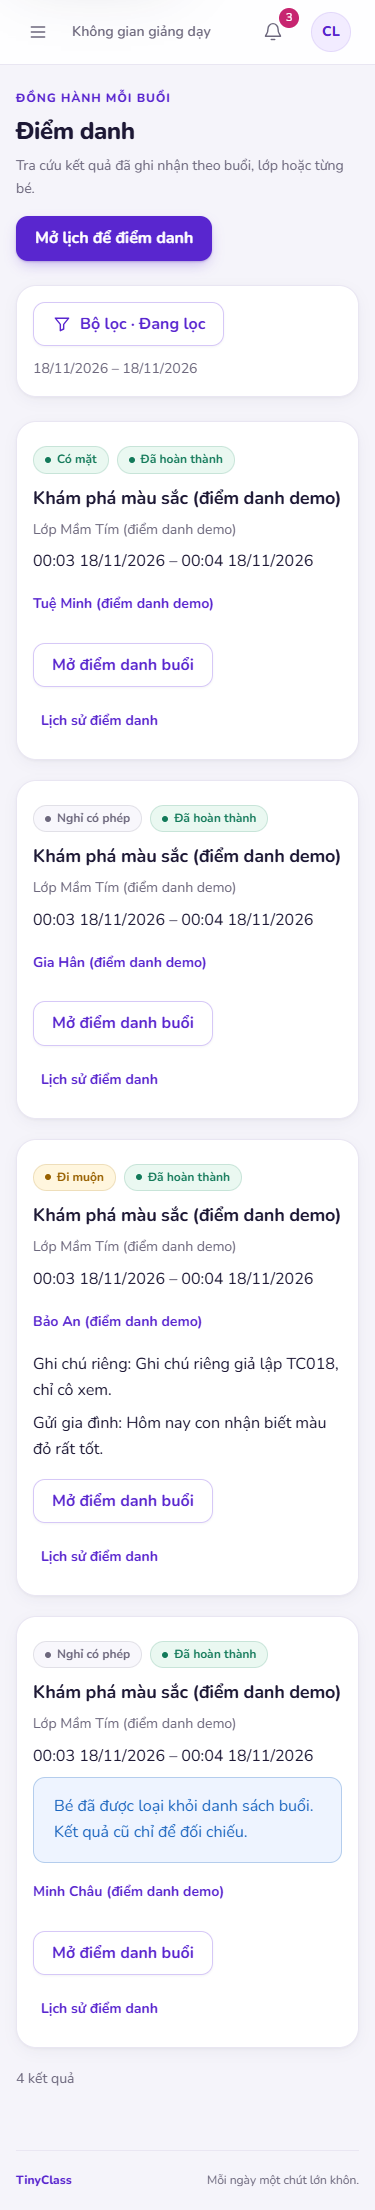 Không gian giảng dạy
3
CL
ĐỒNG HÀNH MỖI BUỔI
Điểm danh
Tra cứu kết quả đã ghi nhận theo buổi, lớp hoặc từng
bé.
Mở lịch để điểm danh
Bộ lọc · Đang lọc
18/11/2026 – 18/11/2026
Có mặt
Đã hoàn thành
Khám phá màu sắc (điểm danh demo)
Lớp Mầm Tím (điểm danh demo)
00:03 18/11/2026 – 00:04 18/11/2026
Tuệ Minh (điểm danh demo)
Mở điểm danh buổi
Lịch sử điểm danh
Nghỉ có phép
Đã hoàn thành
Khám phá màu sắc (điểm danh demo)
Lớp Mầm Tím (điểm danh demo)
00:03 18/11/2026 – 00:04 18/11/2026
Gia Hân (điểm danh demo)
Mở điểm danh buổi
Lịch sử điểm danh
Đi muộn
Đã hoàn thành
Khám phá màu sắc (điểm danh demo)
Lớp Mầm Tím (điểm danh demo)
00:03 18/11/2026 – 00:04 18/11/2026
Bảo An (điểm danh demo)
Ghi chú riêng: Ghi chú riêng giả lập TC018,
chỉ cô xem.
Gửi gia đình: Hôm nay con nhận biết màu
đỏ rất tốt.
Mở điểm danh buổi
Lịch sử điểm danh
Nghỉ có phép
Đã hoàn thành
Khám phá màu sắc (điểm danh demo)
Lớp Mầm Tím (điểm danh demo)
00:03 18/11/2026 – 00:04 18/11/2026
Bé đã được loại khỏi danh sách buổi.
Kết quả cũ chỉ để đối chiếu.
Minh Châu (điểm danh demo)
Mở điểm danh buổi
Lịch sử điểm danh
4 kết quả
TinyClass
Mỗi ngày một chút lớn khôn.